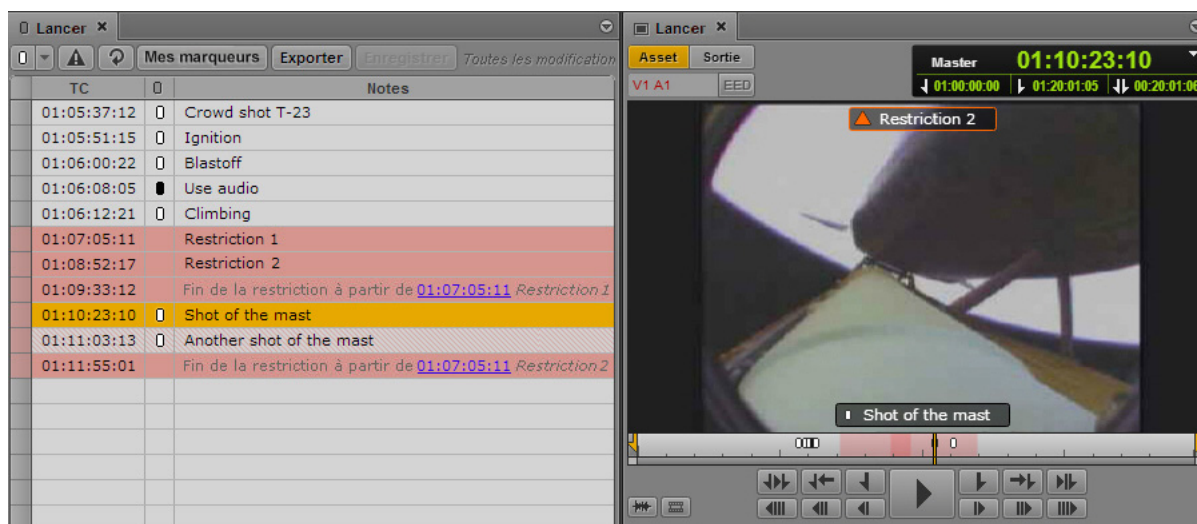 Lancer
Mes marqueurs Exporter Enregistrer Toutes les modification
TC Notes
01:05:37:12 Crowd shot T-23
01:05:51:15 Ignition
01:06:00:22 Blastoff
01:06:08:05 Use audio
01:06:12:21 Climbing
01:07:05:11 Restriction 1
01:08:52:17 Restriction 2
01:09:33:12 Fin de la restriction à partir de 01:07:05:11 Restriction 1
01:10:23:10 Shot of the mast
01:11:03:13 Another shot of the mast
01:11:55:01 Fin de la restriction à partir de 01:07:05:11 Restriction 2
Lancer
Asset Sortie
Master 01:10:23:10
V1 A1 EED
01:00:00:00 01:20:01:05 00:20:01:06
Restriction 2
Shot of the mast